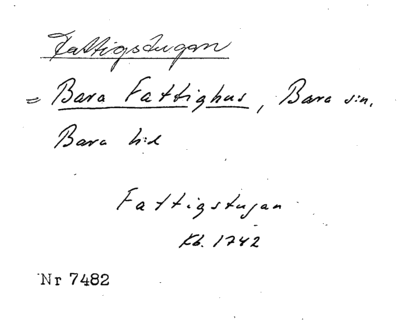 Fattigstugan
= Bara Fattighus, Bara sn,
Bara hd
Fattigstugan
Kb. 1742
Nr 7482